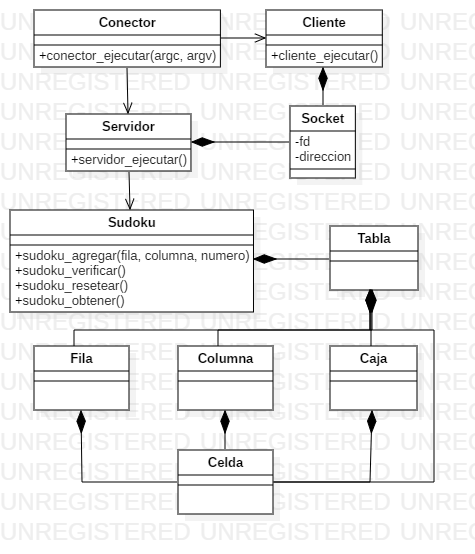 Conector
+conector_ejecutar(argc, argv)
Cliente
+cliente_ejecutar()
Servidor
+servidor_ejecutar()
Socket
-fd
-direccion
Sudoku
+sudoku_agregar(fila, columna, numero)
+sudoku_verificar()
+sudoku_resetear()
+sudoku_obtener()
Tabla
Fila
Columna
Caja
Celda
UNREGISTERED UNREGISTERED UNRE